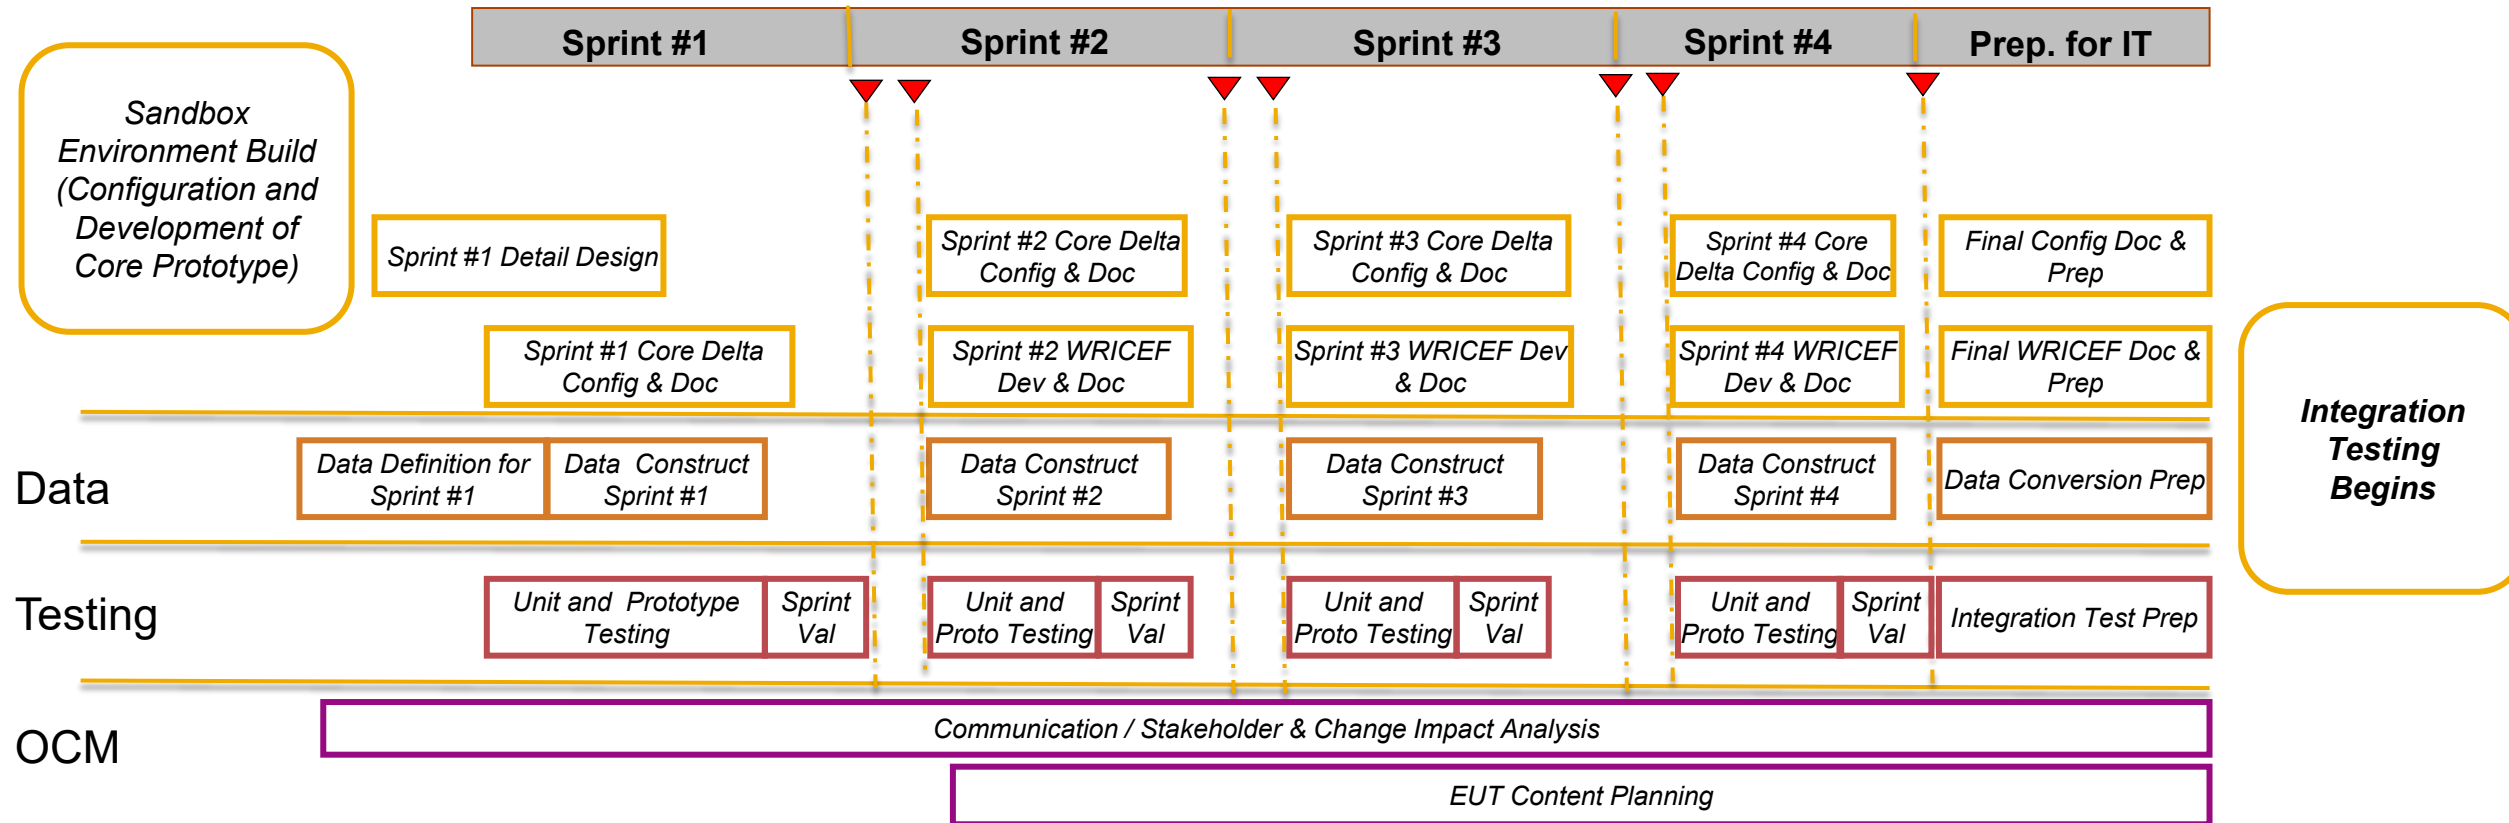 Sprint #1
Sprint #2
Sprint #3
Sprint #4
Prep. for IT
Sandbox
Environment Build
(Configuration and
Development of
Core Prototype)
Sprint #1 Detail Design
Sprint #2 Core Delta
Config & Doc
Sprint #3 Core Delta
Config & Doc
Sprint #4 Core
Delta Config & Doc
Final Config Doc &
Prep
Sprint #1 Core Delta
Config & Doc
Sprint #2 WRICEF
Dev & Doc
Sprint #3 WRICEF Dev
& Doc
Sprint #4 WRICEF
Dev & Doc
Final WRICEF Doc &
Prep
Integration
Testing
Begins
Data
Data Definition for
Sprint #1
Data Construct
Sprint #1
Data Construct
Sprint #2
Data Construct
Sprint #3
Data Construct
Sprint #4
Data Conversion Prep
Testing
Unit and Prototype
Testing
Sprint
Val
Unit and
Proto Testing
Sprint
Val
Unit and
Proto Testing
Sprint
Val
Unit and
Proto Testing
Sprint
Val
Integration Test Prep
OCM
Communication / Stakeholder & Change Impact Analysis
EUT Content Planning